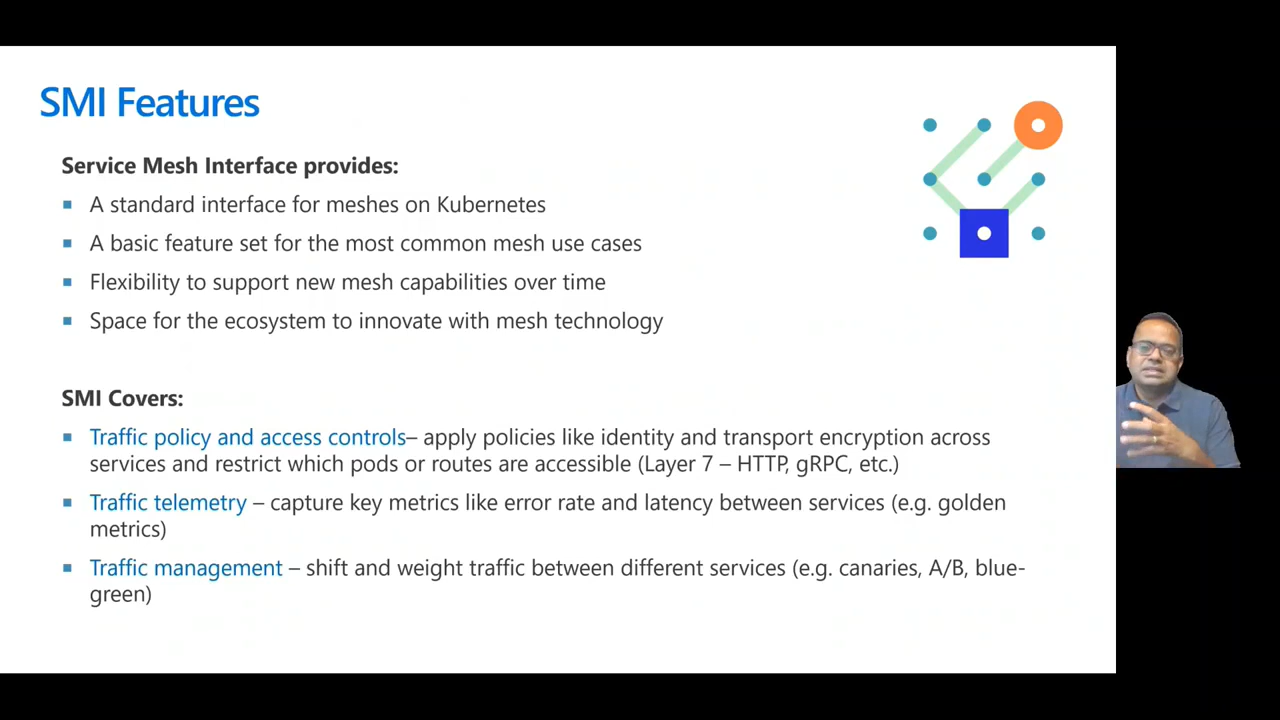 SMI Features
Service Mesh Interface provides:
▪ A standard interface for meshes on Kubernetes
▪ A basic feature set for the most common mesh use cases
▪ Flexibility to support new mesh capabilities over time
▪ Space for the ecosystem to innovate with mesh technology
SMI Covers:
▪ Traffic policy and access controls– apply policies like identity and transport encryption across
services and restrict which pods or routes are accessible (Layer 7 – HTTP, gRPC, etc.)
▪ Traffic telemetry – capture key metrics like error rate and latency between services (e.g. golden
metrics)
▪ Traffic management – shift and weight traffic between different services (e.g. canaries, A/B, blue-
green)